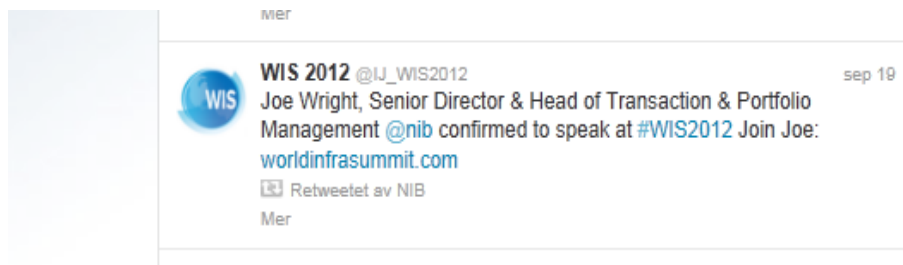 Mer
WIS 2012 @IJ_WIS2012 sep 19
WIS
Joe Wright, Senior Director & Head of Transaction & Portfolio
Management @nib confirmed to speak at #WIS2012 Join Joe:
worldinfrasummit.com
Retweetet av NIB
Mer